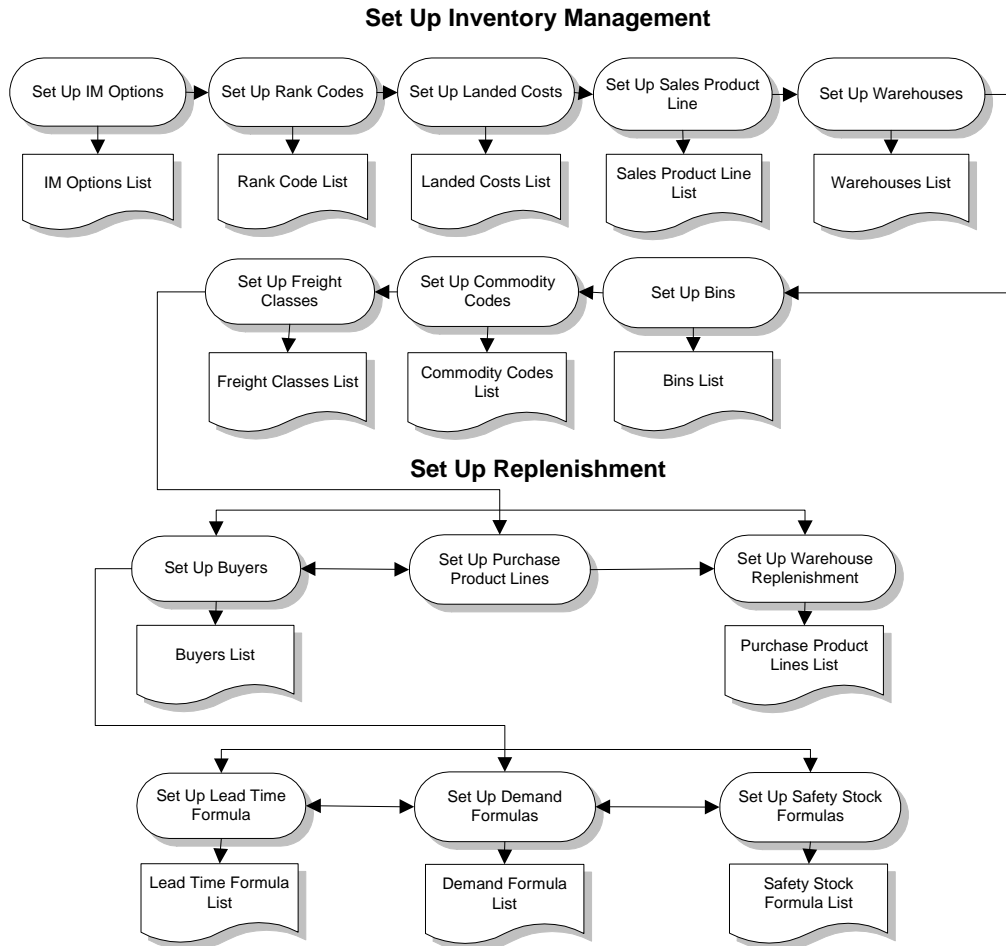 Set Up Inventory Management
Set Up IM Options
Set Up Rank Codes
Set Up Landed Costs
Set Up Sales Product
Line
Set Up Warehouses
IM Options List
Rank Code List
Landed Costs List
Sales Product Line
List
Warehouses List
Set Up Freight
Classes
Set Up Commodity
Codes
Set Up Bins
Freight Classes List
Commodity Codes
List
Bins List
Set Up Replenishment
Set Up Buyers
Set Up Purchase
Product Lines
Set Up Warehouse
Replenishment
Buyers List
Purchase Product
Lines List
Set Up Lead Time
Formula
Set Up Demand
Formulas
Set Up Safety Stock
Formulas
Lead Time Formula
List
Demand Formula
List
Safety Stock
Formula List